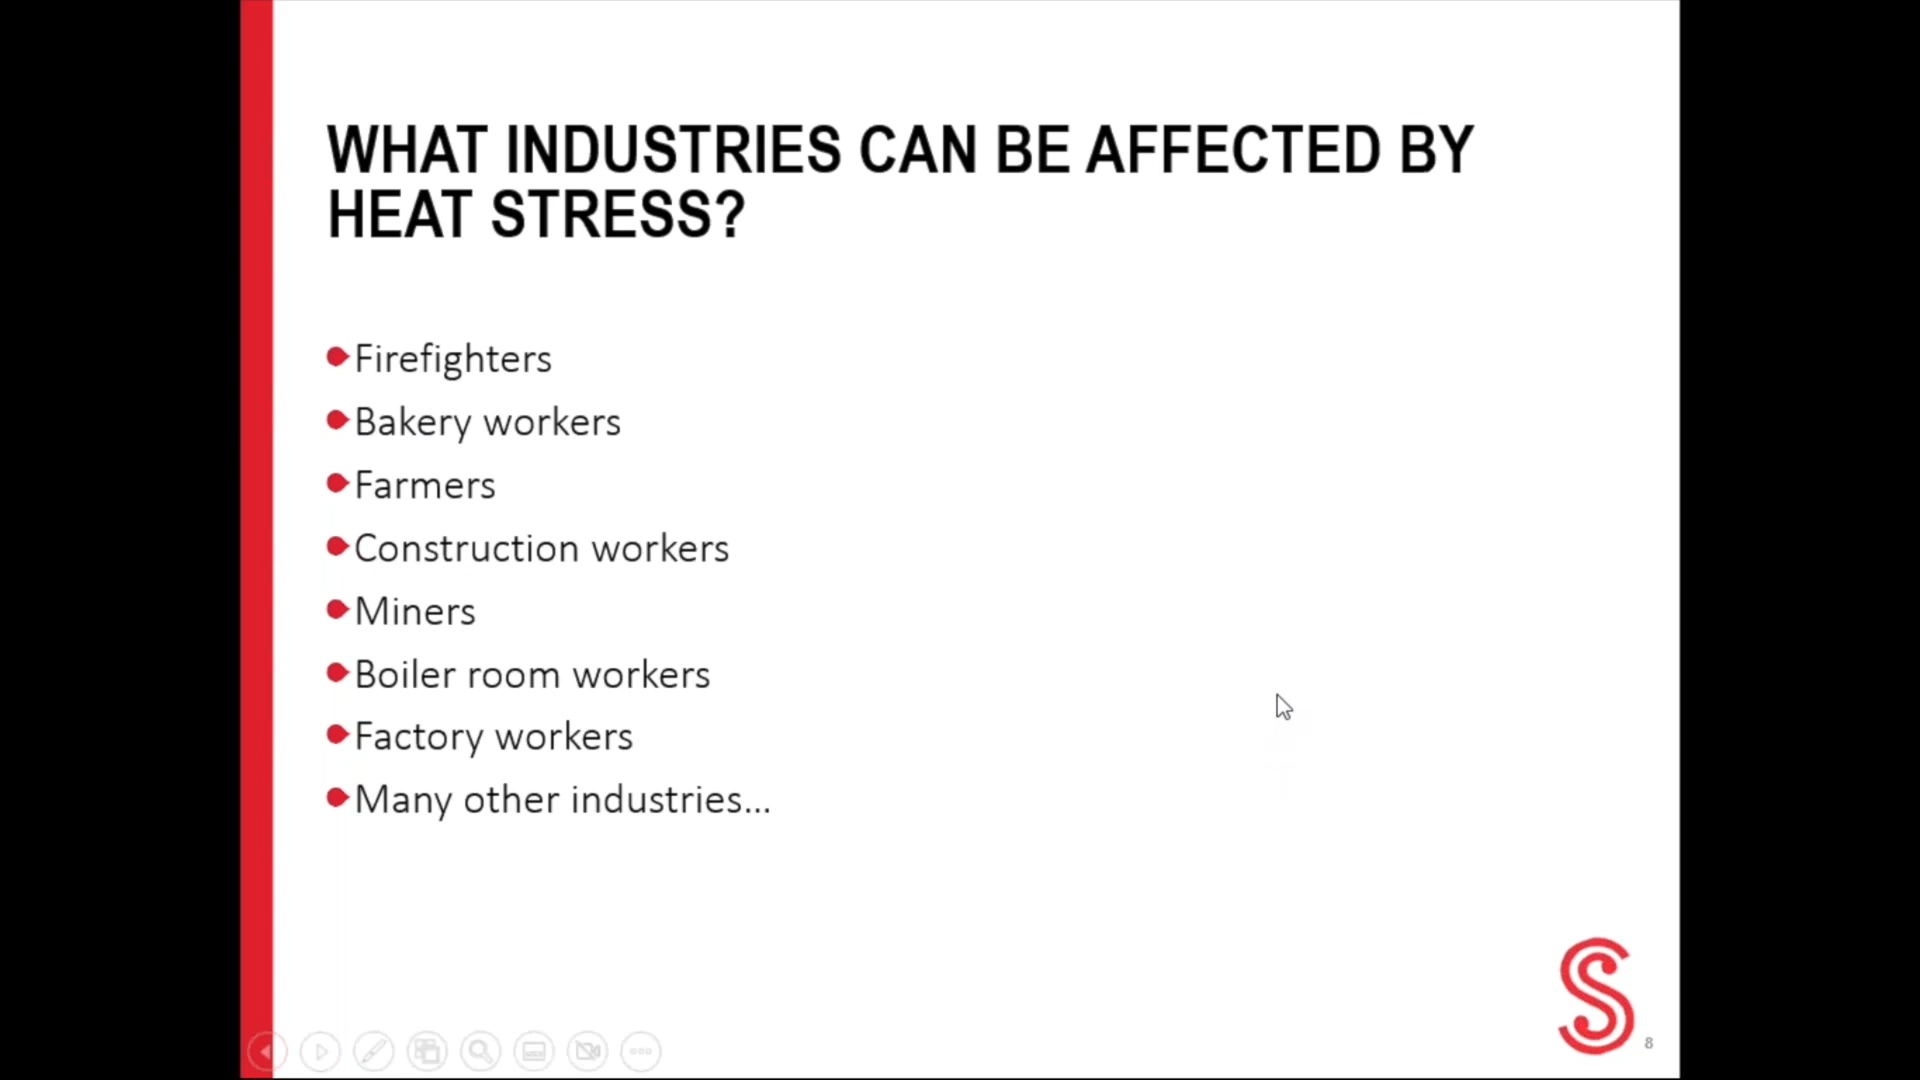 WHAT INDUSTRIES CAN BE AFFECTED BY
HEAT STRESS?
Firefighters
Bakery workers
Farmers
Construction workers
Miners
Boiler room workers
Factory workers
Many other industries...
S
8